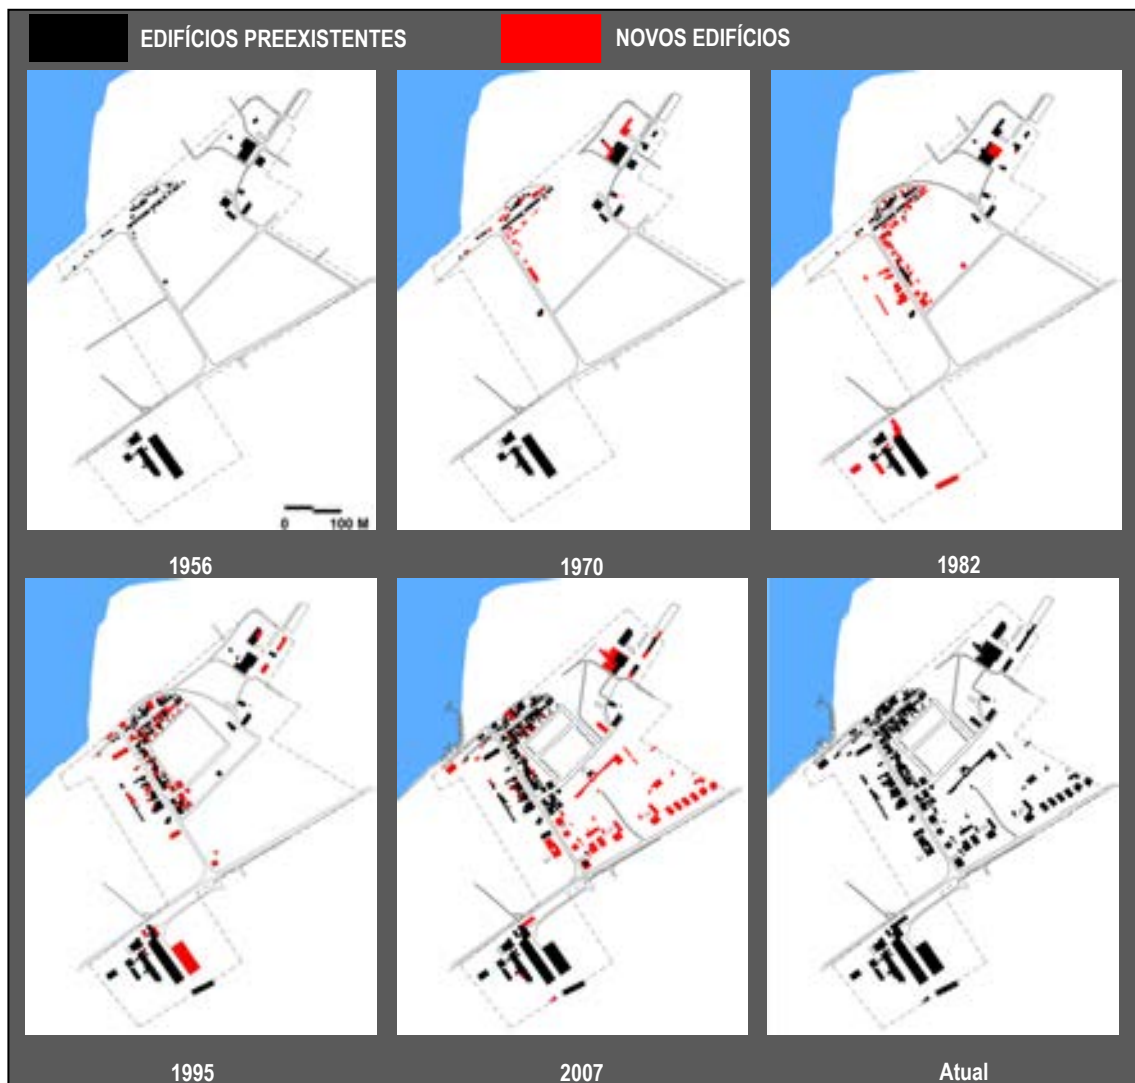 EDIFÍCIOS PREEXISTENTES
NOVOS EDIFÍCIOS
0 100 M
1956
1970
1982
1995
2007
Atual